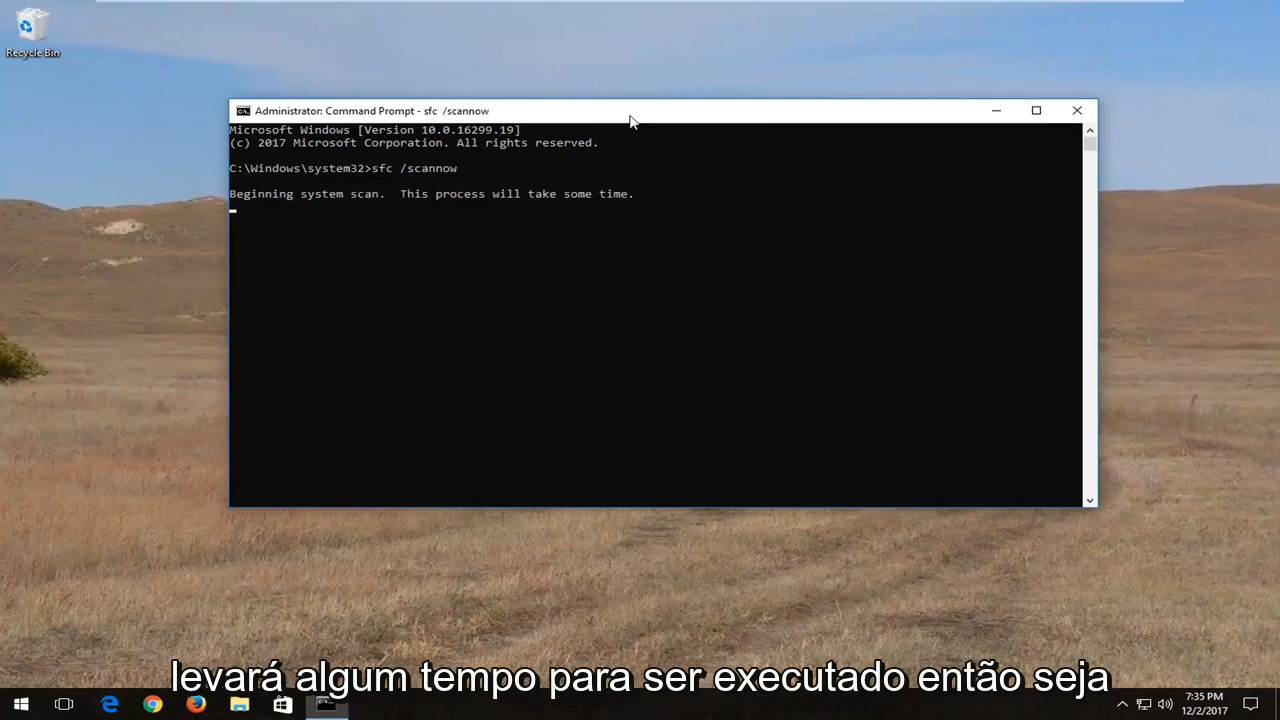 Recycle Bin
Administrator: Command Prompt - sfc  /scannow
Microsoft Windows [Version 10.0.16299.19]
(c) 2017 Microsoft Corporation. All rights reserved.
C:\Windows\system32>sfc /scannow
Beginning system scan.  This process will take some time.
levará algum tempo para ser executado então seja
7:35 PM
12/2/2017